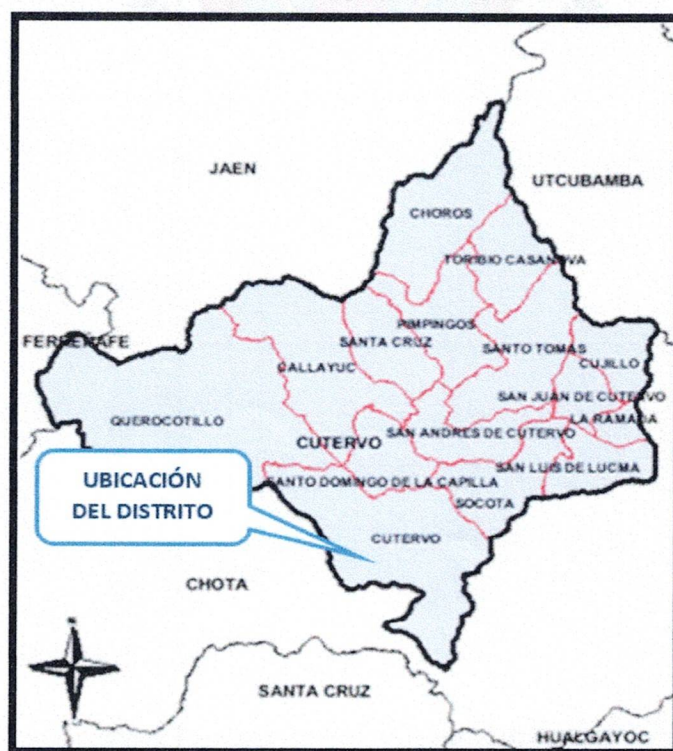 JAEN
UTCUBAMBA
CHOROS
TORIBIO CASANOVA
PIMPINGOS
FERREÑAFE
SANTA CRUZ
SANTO TOMAS
CALLAYUC
CUJILLO
SAN JUAN DE CUTERVO
QUEROCOTILLO
LA RAMADA
CUTERVO
SAN ANDRES DE CUTERVO
UBICACIÓN
DEL DISTRITO
SAN LUIS DE LUCMA
SANTO DOMINGO DE LA CAPILLA
SOCOTA
CUTERVO
CHOTA
N
SANTA CRUZ
HUALGAYOC